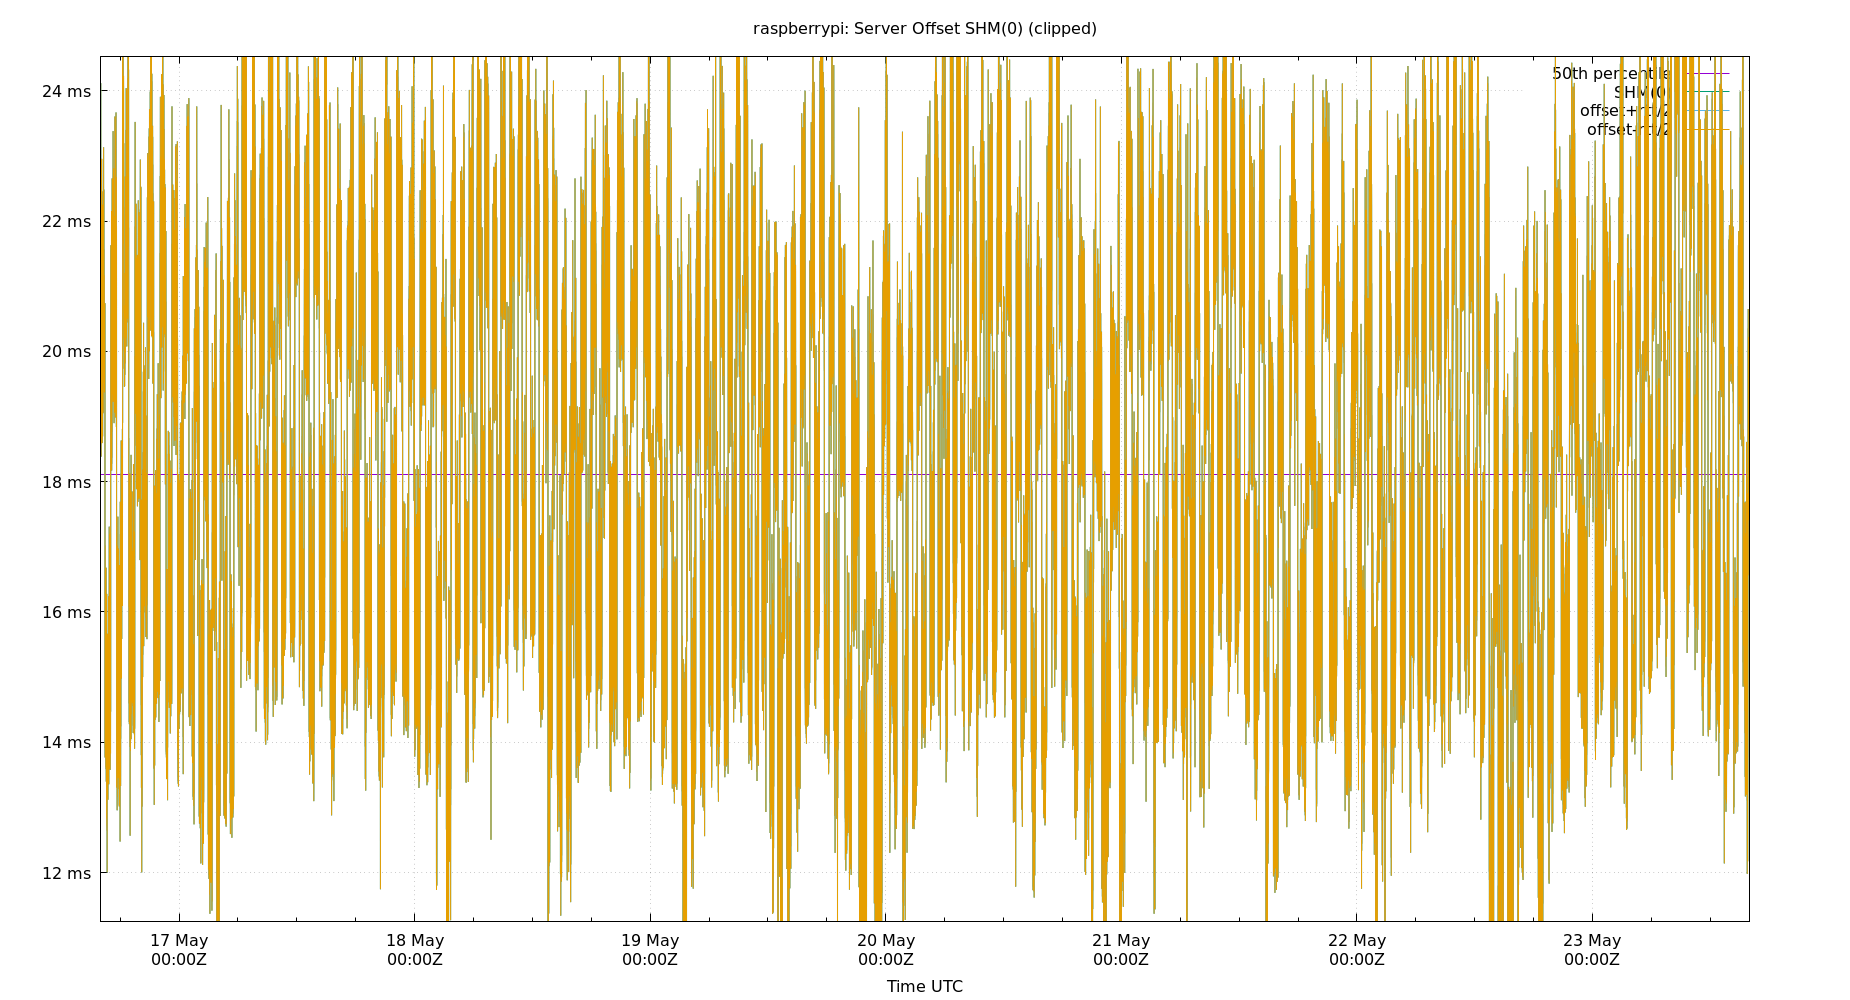 raspberrypi: Server Offset SHM(0) (clipped)
50th percentile
SHM(0)
offset+rtt/2
offset-rtt/2
24 ms
22 ms
20 ms
18 ms
16 ms
14 ms
12 ms
17 May 18 May 19 May 20 May 21 May 22 May 23 May
00:00Z 00:00Z 00:00Z 00:00Z 00:00Z 00:00Z 00:00Z
Time UTC